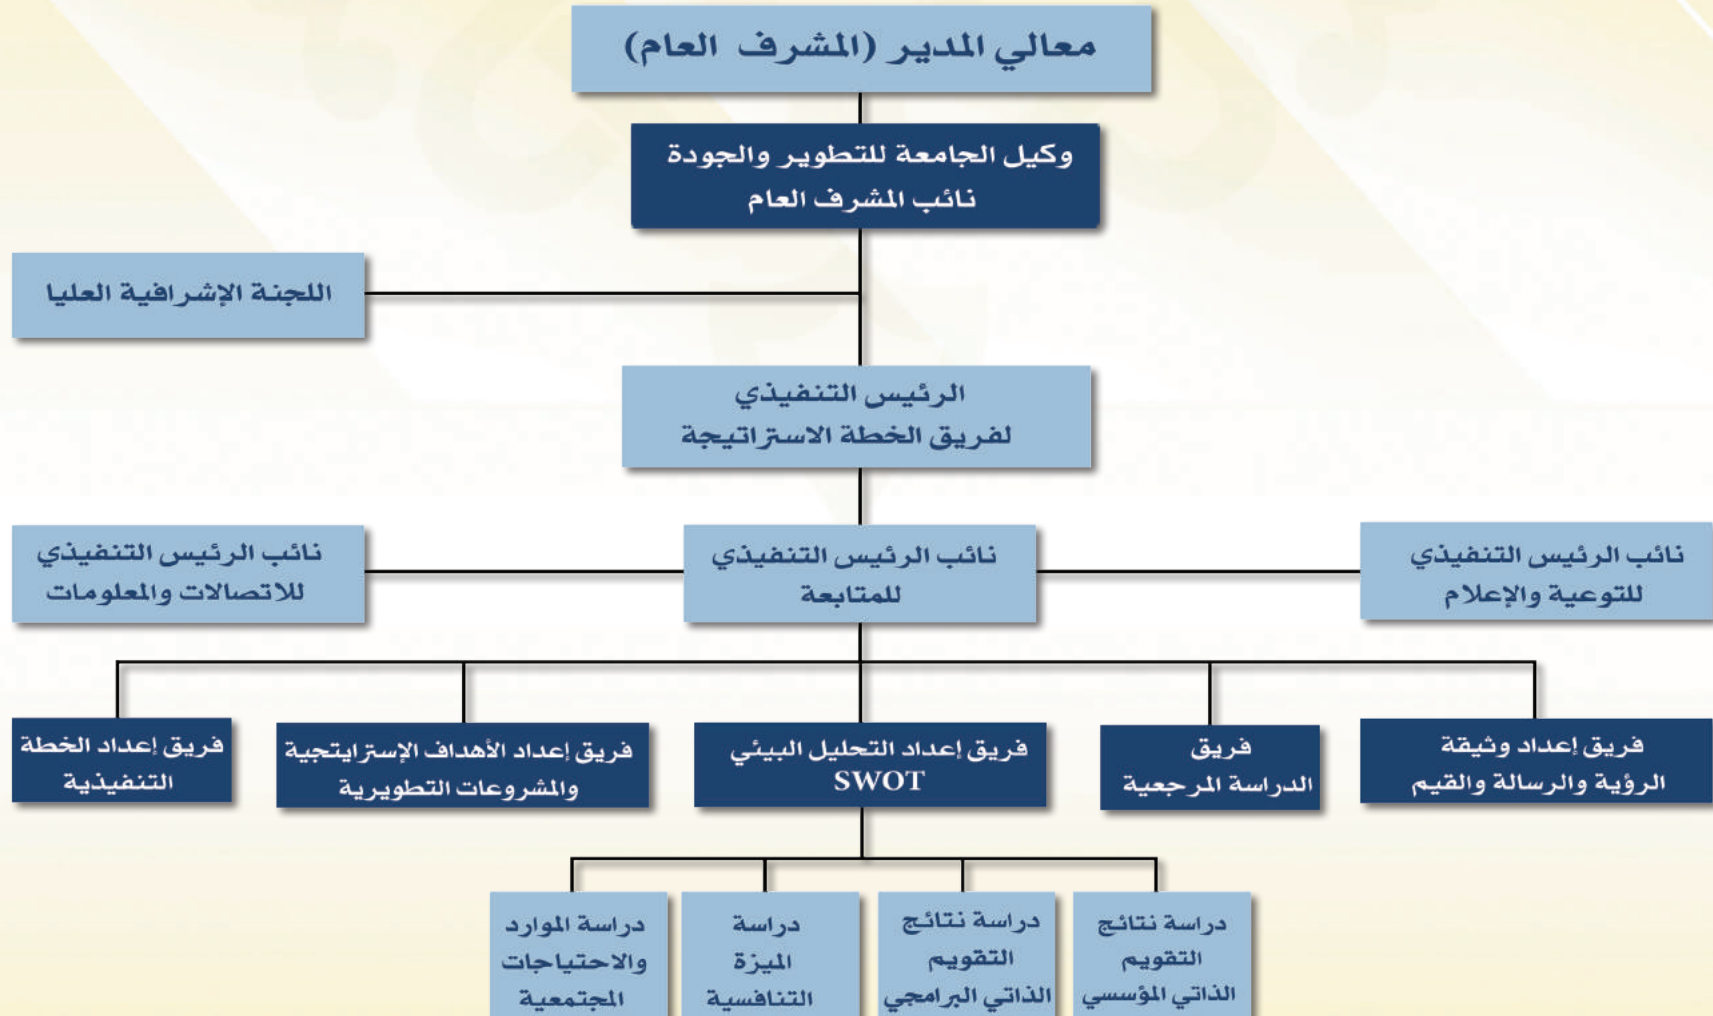 معالي المدير (المشرف العام)
وكيل الجامعة للتطوير والجودة
نائب المشرف العام
اللجنة الإشرافية العليا
الرئيس التنفيذي
لفريق الخطة الاستراتيجة
نائب الرئيس التنفيذي
للتوعية والإعلام
نائب الرئيس التنفيذي
للمتابعة
نائب الرئيس التنفيذي
للاتصالات والمعلومات
فريق إعداد وثيقة
الرؤية والرسالة والقيم
فريق
الدراسة المرجعية
فريق إعداد التحليل البيئي
SWOT
فريق إعداد الأهداف الإسترايتجية
والمشروعات التطويرية
فريق إعداد الخطة
التنفيذية
دراسة نتائج
التقويم
الذاتي المؤسسي
دراسة نتائج
التقويم
الذاتي البرامجي
دراسة
الميزة
التنافسية
دراسة الموارد
والاحتياجات
المجتمعية